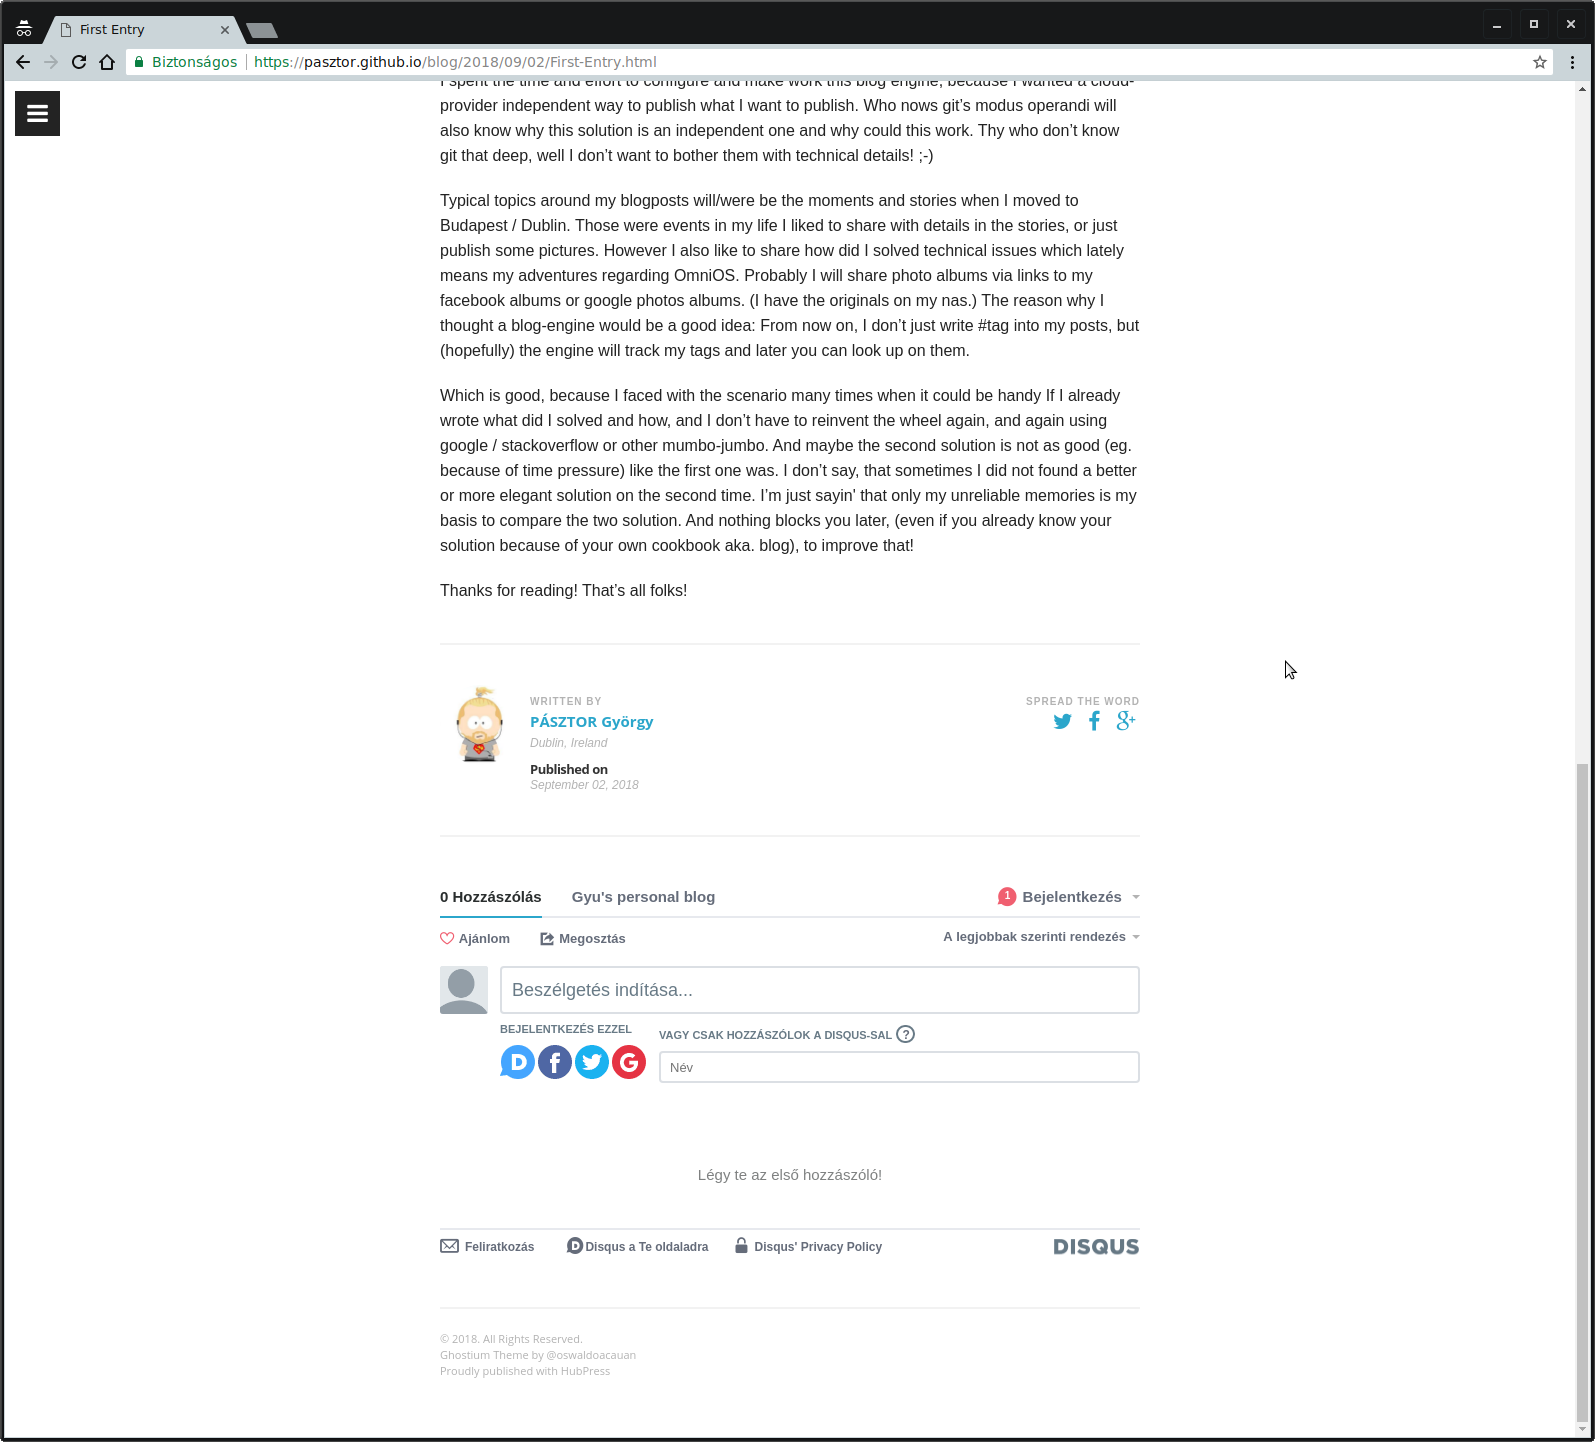 First Entry
Biztonságos
https://pasztor.github.io/blog/2018/09/02/First-Entry.html
I spent the time and effort to configure and make work this blog engine, because I wanted a cloud-
provider independent way to publish what I want to publish. Who nows git’s modus operandi will
also know why this solution is an independent one and why could this work. Thy who don’t know
git that deep, well I don’t want to bother them with technical details! ;-)
Typical topics around my blogposts will/were be the moments and stories when I moved to
Budapest / Dublin. Those were events in my life I liked to share with details in the stories, or just
publish some pictures. However I also like to share how did I solved technical issues which lately
means my adventures regarding OmniOS. Probably I will share photo albums via links to my
facebook albums or google photos albums. (I have the originals on my nas.) The reason why I
thought a blog-engine would be a good idea: From now on, I don’t just write #tag into my posts, but
(hopefully) the engine will track my tags and later you can look up on them.
Which is good, because I faced with the scenario many times when it could be handy If I already
wrote what did I solved and how, and I don’t have to reinvent the wheel again, and again using
google / stackoverflow or other mumbo-jumbo. And maybe the second solution is not as good (eg.
because of time pressure) like the first one was. I don’t say, that sometimes I did not found a better
or more elegant solution on the second time. I’m just sayin’ that only my unreliable memories is my
basis to compare the two solution. And nothing blocks you later, (even if you already know your
solution because of your own cookbook aka. blog), to improve that!
Thanks for reading! That’s all folks!
WRITTEN BY
PÁSZTOR György
Dublin, Ireland
Published on
September 02, 2018
SPREAD THE WORD
0 Hozzászólás
Gyu's personal blog
1
Bejelentkezés
Ajánlom
Megosztás
A legjobbak szerinti rendezés
Beszélgetés indítása...
BEJELENTKEZÉS EZZEL
VAGY CSAK HOZZÁSZÓLOK A DISQUS-SAL ?
Név
Légy te az első hozzászóló!
Feliratkozás
Disqus a Te oldaladra
Disqus' Privacy Policy
DISQUS
© 2018. All Rights Reserved.
Ghostium Theme by @oswaldoacauan
Proudly published with HubPress